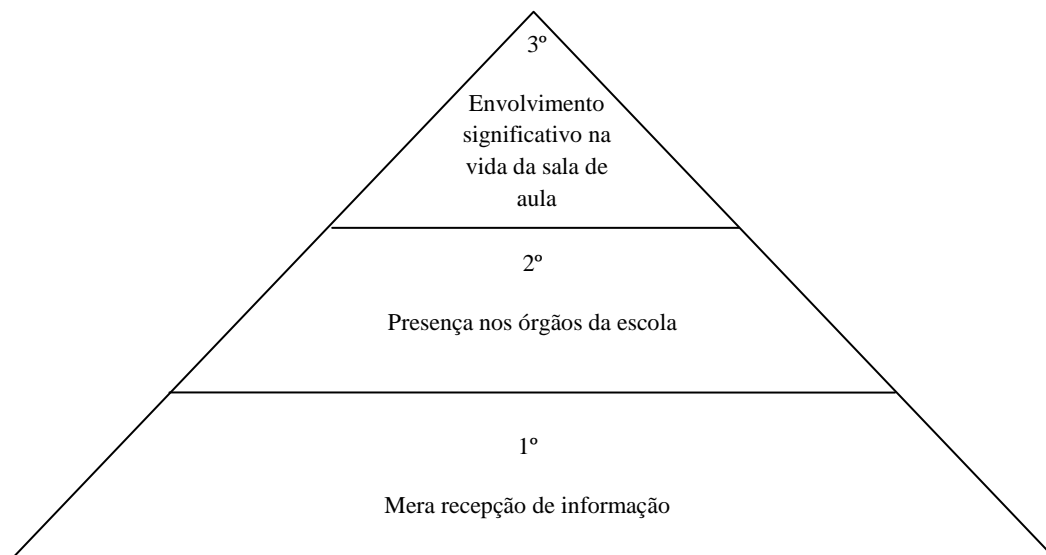 3º
Envolvimento
significativo na
vida da sala de
aula
2º
Presença nos órgãos da escola
1º
Mera recepção de informação